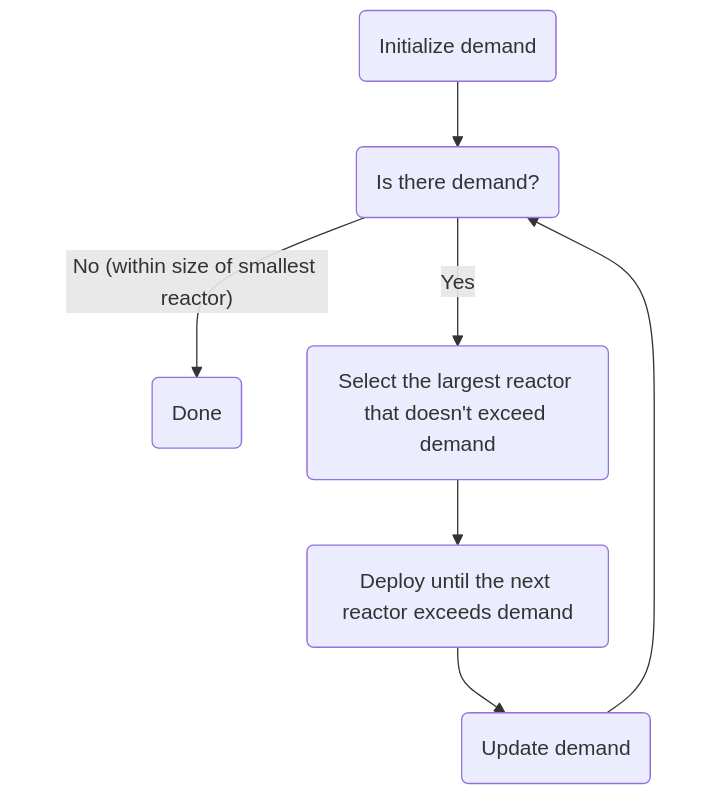 Initialize demand
Is there demand?
No (within size of smallest
reactor)
Yes
Select the largest reactor
that doesn't exceed
demand
Done
Deploy until the next
reactor exceeds demand
Update demand